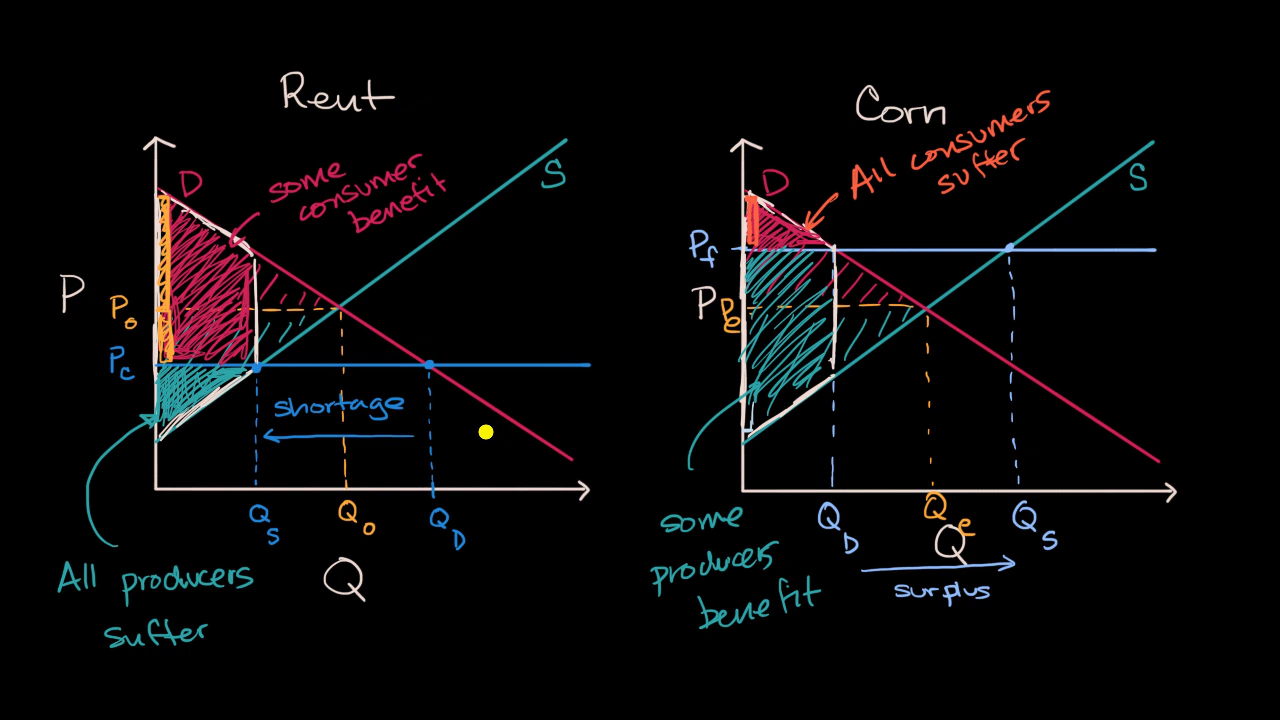 Rent
D
some
consumer
benefit
S
P
Po
Pc
shortage
Qs
Qo
QD
Q
All producers
suffer
Corn
All consumers
suffer
D
S
Pf
P
Pe
QD
Qe
Qs
Q
surplus
some
producers
benefit